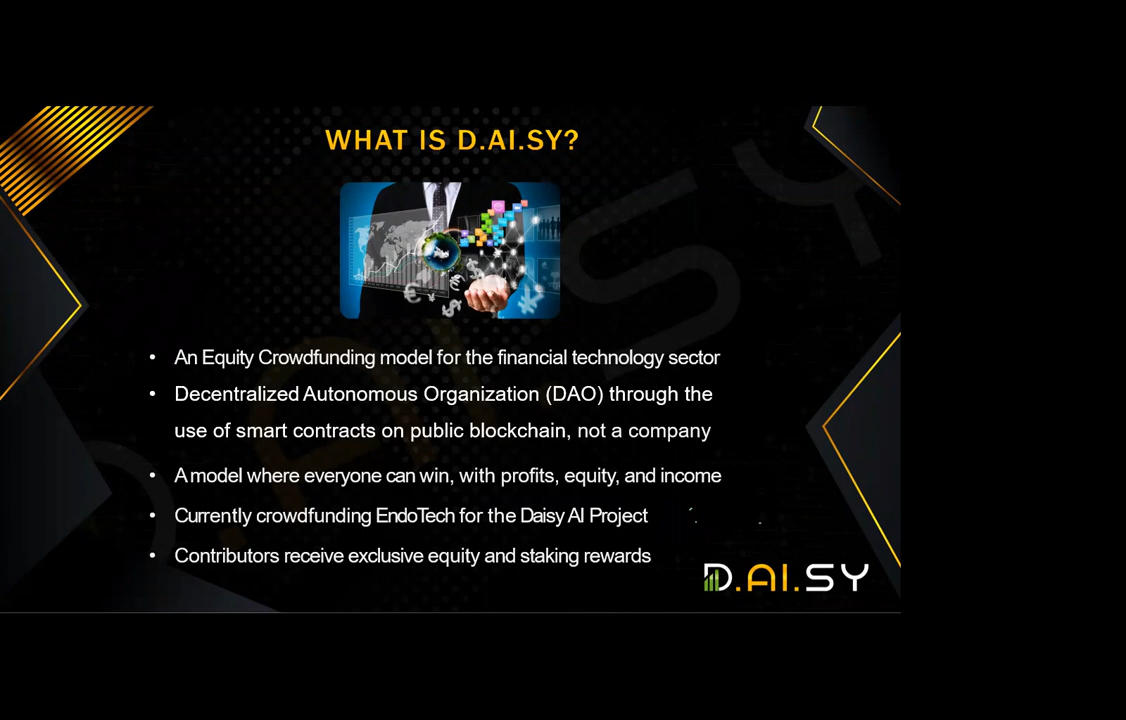 WHAT IS D.AI.SY?
• An Equity Crowdfunding model for the financial technology sector
• Decentralized Autonomous Organization (DAO) through the
use of smart contracts on public blockchain, not a company
• A model where everyone can win, with profits, equity, and income
• Currently crowdfunding EndoTech for the Daisy AI Project
• Contributors receive exclusive equity and staking rewards
D.AI.SY